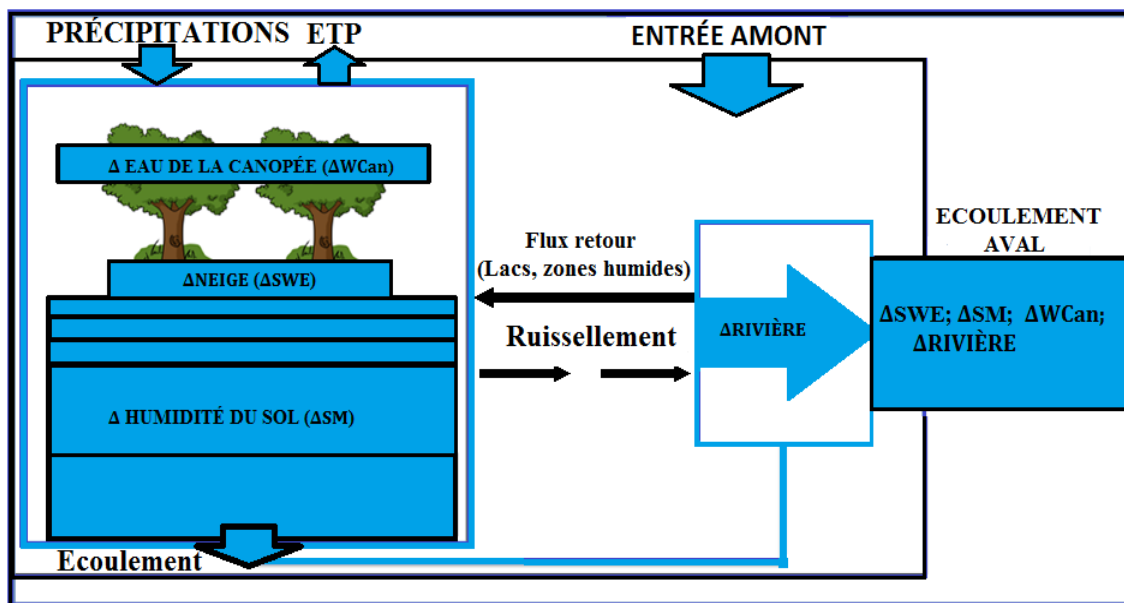 PRÉCIPITATIONS ETP
ENTRÉE AMONT
Δ EAU DE LA CANOPÉE (ΔWCan)
ΔNEIGE (ΔSWE)
Δ HUMIDITÉ DU SOL (ΔSM)
Ecoulement
Flux retour
(Lacs, zones humides)
Ruissellement
ΔRIVIÈRE
ECOULEMENT
AVAL
ΔSWE; ΔSM; ΔWCan;
ΔRIVIÈRE